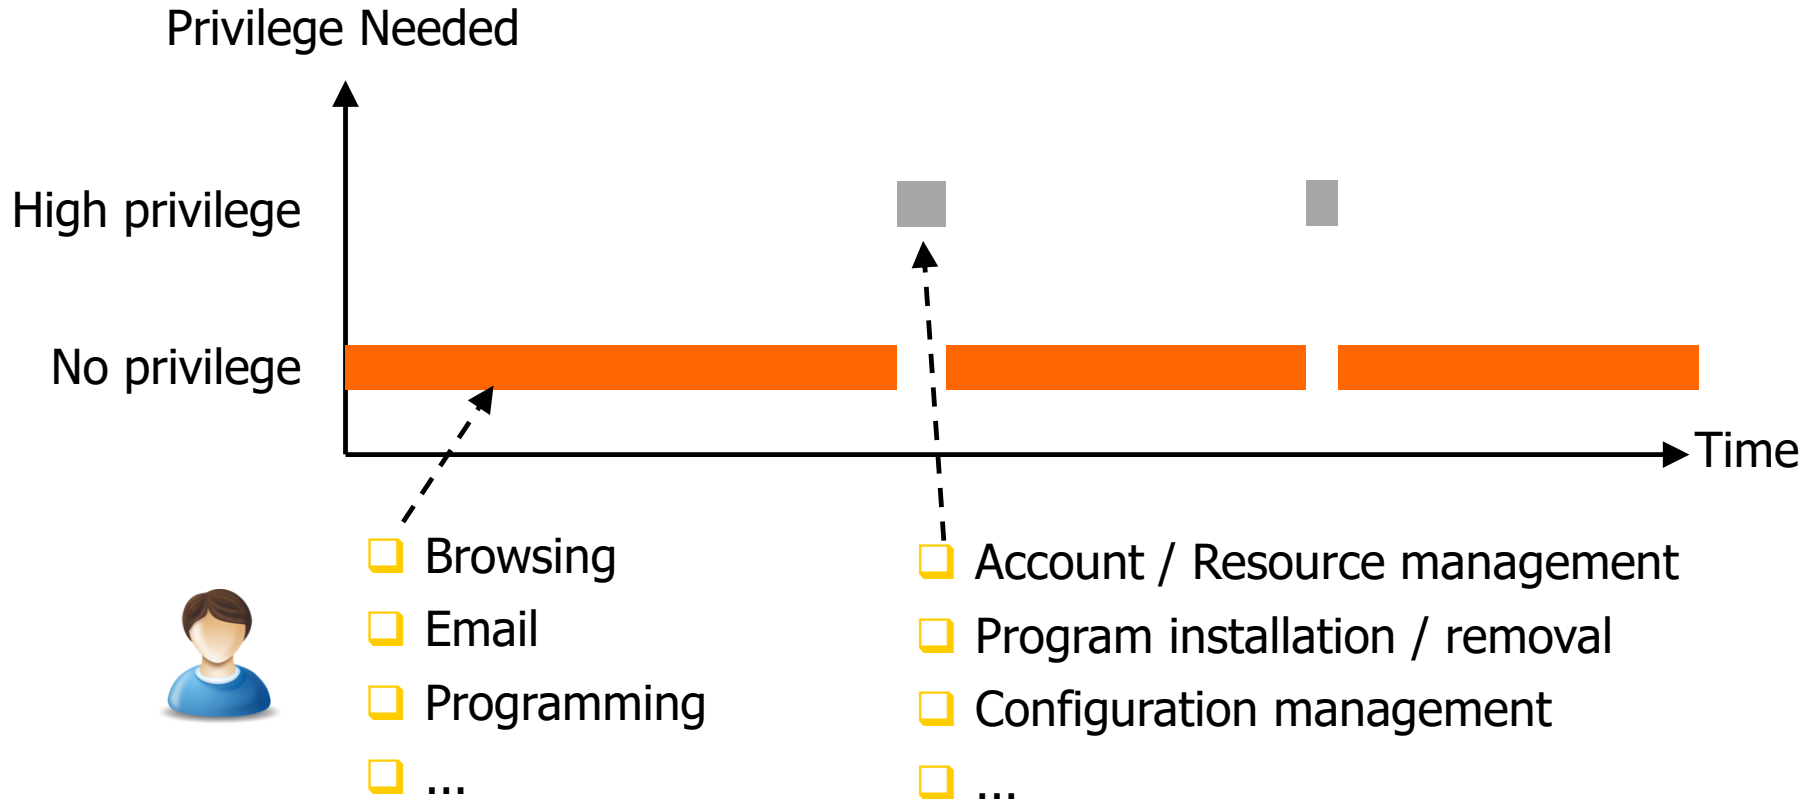 Privilege Needed
High privilege
No privilege
Time
Browsing
Email
Programming
...
Account / Resource management
Program installation / removal
Configuration management
...